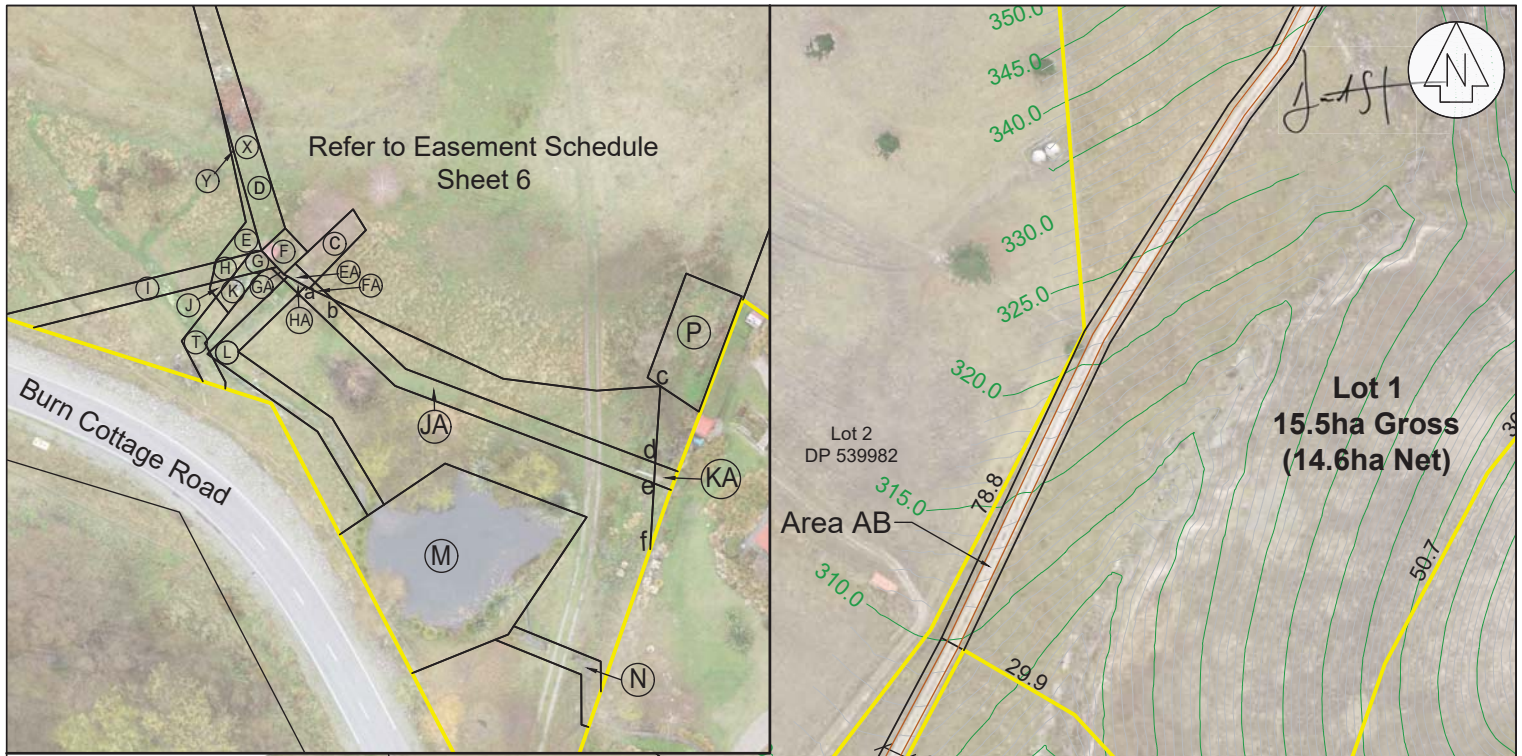 Refer to Easement Schedule
Sheet 6
X
Y
D
E
F
C
H
G
EA
I
GA
FA
J
K
a
b
HA
T
L
P
c
JA
d
KA
e
f
M
N
Burn Cottage Road
350.0
345.0
340.0
330.0
325.0
320.0
315.0
310.0
N
Lot 1
15.5ha Gross
(14.6ha Net)
Lot 2
DP 539982
78.8
Area AB
50.7
29.9